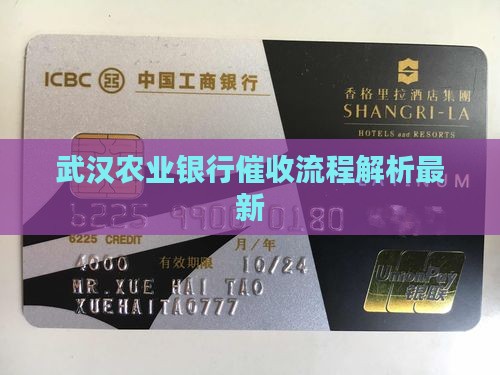 ICBC 中国工商银行
香格里拉酒店集團
SHANGRI-LA
HOTELS and RESORTS
武汉农业银行催收流程解析最
新
6225 CREDIT
月/年
4000 有效期限 10/24
MR.XUE HAI TAO
XUEHAITAO777
UnionPay
银联